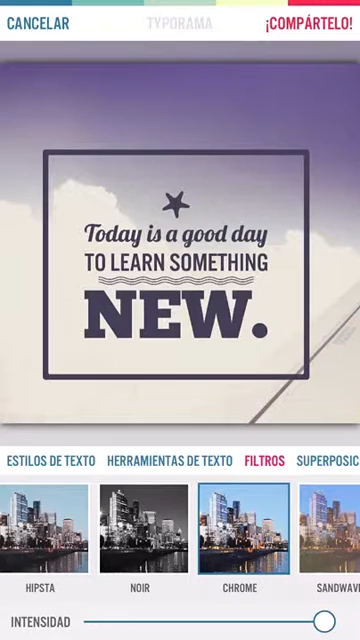 CANCELAR TYPORAMA ¡COMPÁRTELO!
Today is a good day
TO LEARN SOMETHING
NEW.
ESTILOS DE TEXTO HERRAMIENTAS DE TEXTO FILTROS SUPERPOSIC
HIPSTA NOIR CHROME SANDWAV
INTENSIDAD